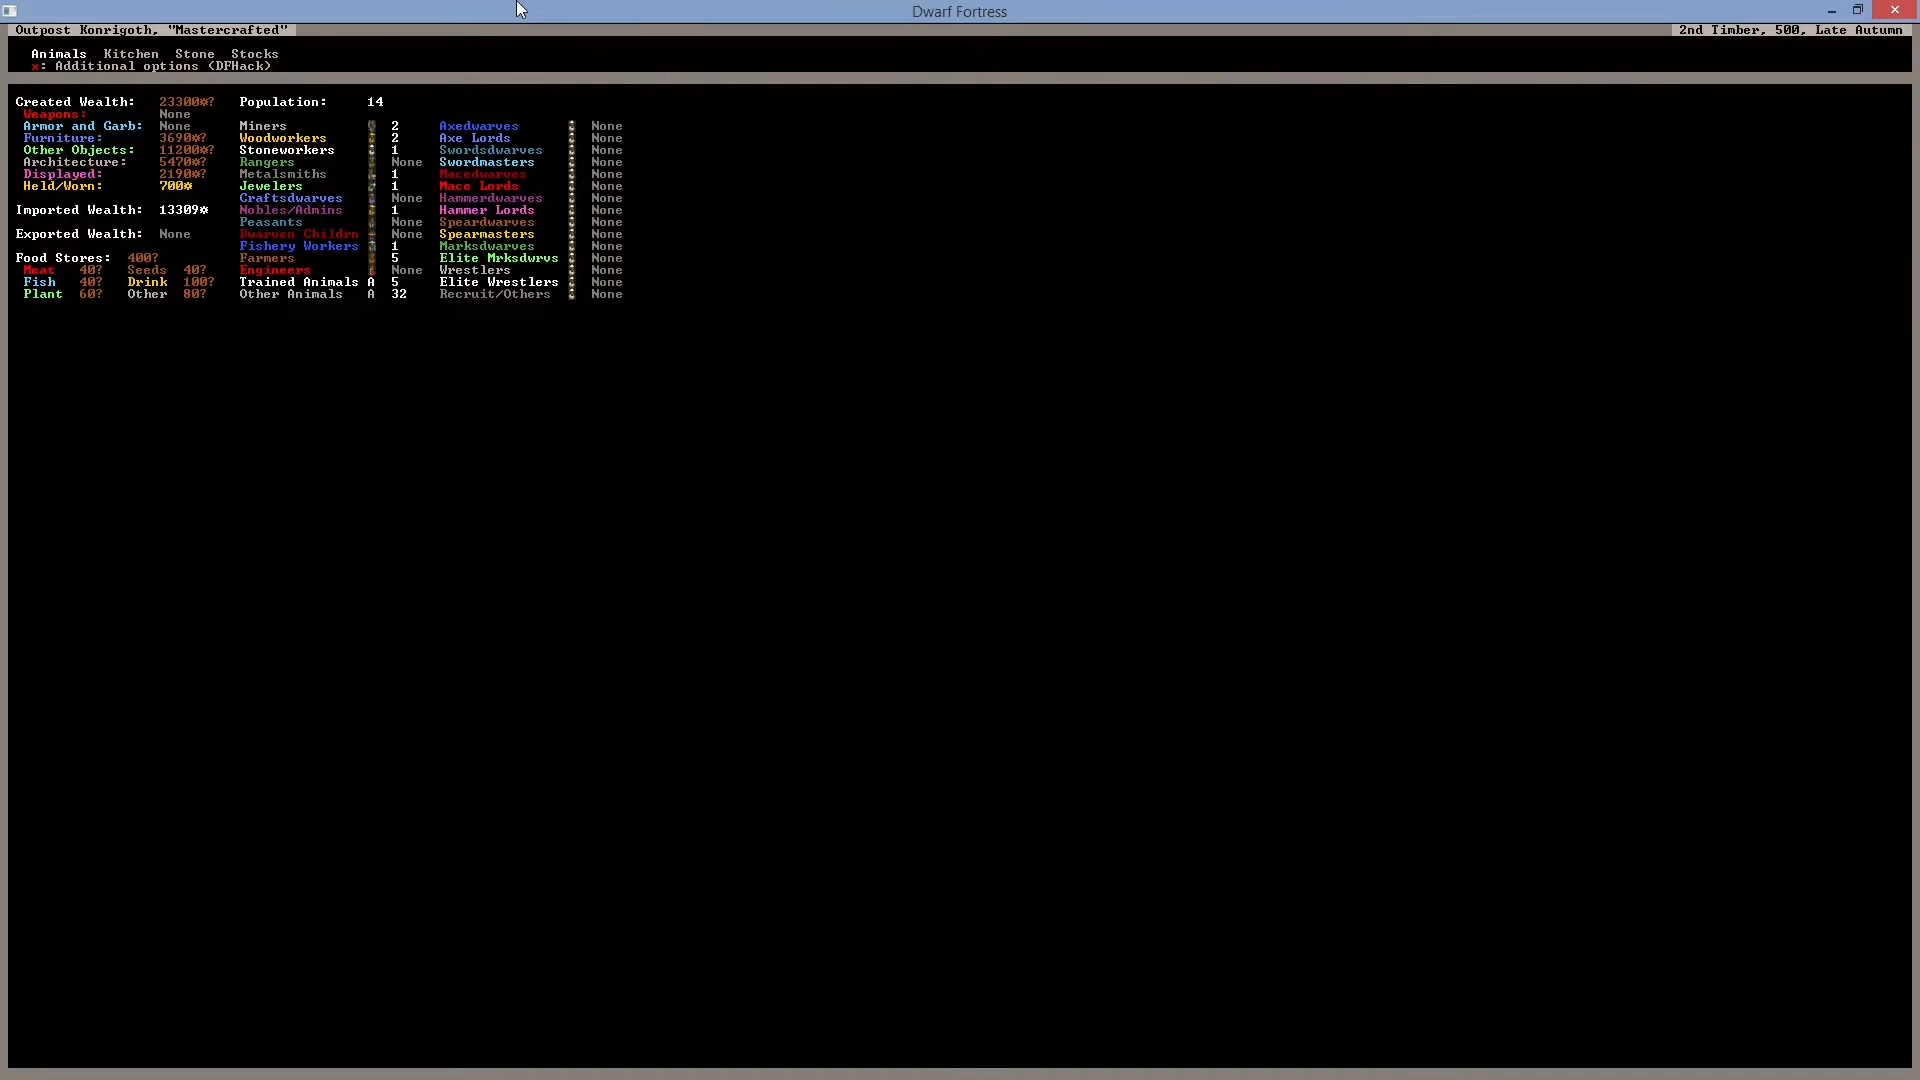 Dwarf Fortress
Outpost Konrigoth, "Mastercrafted" 2nd Timber, 500, Late Autumn
Animals Kitchen Stone Stocks
x: Additional options (DFHack)
Created Wealth: 23300☼? Population: 14
Weapons: None
Armor and Garb: None Miners 2 Axedwarves None
Furniture: 3690☼? Woodworkers 2 Axe Lords None
Other Objects: 11200☼? Stoneworkers 1 Swordsdwarves None
Architecture: 5470☼? Rangers None Swordmasters None
Displayed: 2190☼? Metalsmiths 1 Macedwarves None
Held/Worn: 700☼ Jewelers 1 Mace Lords None
Craftsdwarves None Hammerdwarves None
Imported Wealth: 13309☼ Nobles/Admins 1 Hammer Lords None
Peasants None Speardwarves None
Exported Wealth: None Dwarven Childrn None Spearmasters None
Fishery Workers 1 Marksdwarves None
Food Stores: 400? Farmers 5 Elite Mrksdwrvs None
Meat 40? Seeds 40? Engineers None Wrestlers None
Fish 40? Drink 100? Trained Animals A 5 Elite Wrestlers None
Plant 60? Other 80? Other Animals A 32 Recruit/Others None